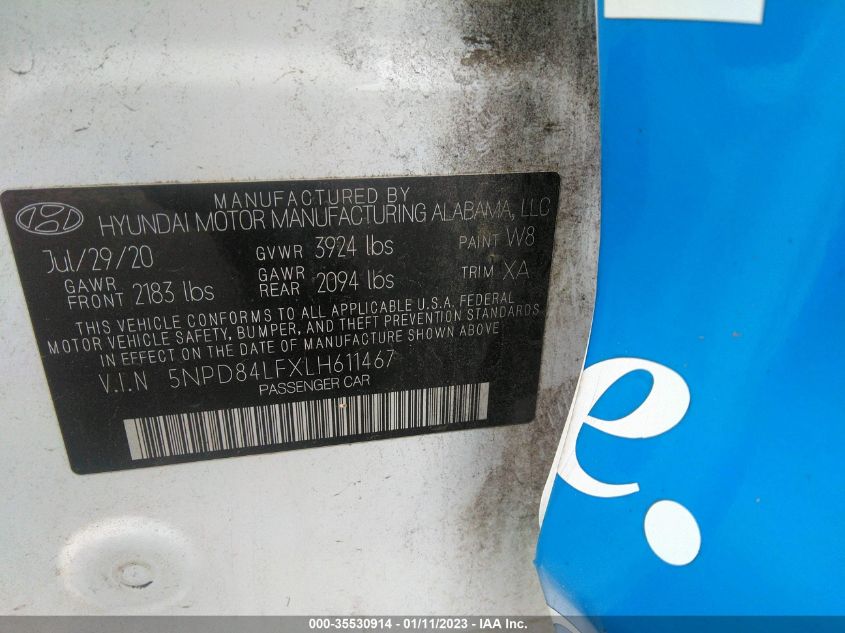 MANUFACTURED BY
HYUNDAI MOTOR MANUFACTURING ALABAMA, LLC
Jul/29/20 GVWR 3924 lbs PAINT W8
GAWR FRONT 2183 lbs GAWR REAR 2094 lbs TRIM XA
THIS VEHICLE CONFORMS TO ALL APPLICABLE U.S.A. FEDERAL
MOTOR VEHICLE SAFETY, BUMPER, AND THEFT PREVENTION STANDARDS
IN EFFECT ON THE DATE OF MANUFACTURE SHOWN ABOVE
V.I.N 5NPD84LFXLH611467
PASSENGER CAR
e.
000-35530914 - 01/11/2023 - IAA Inc.